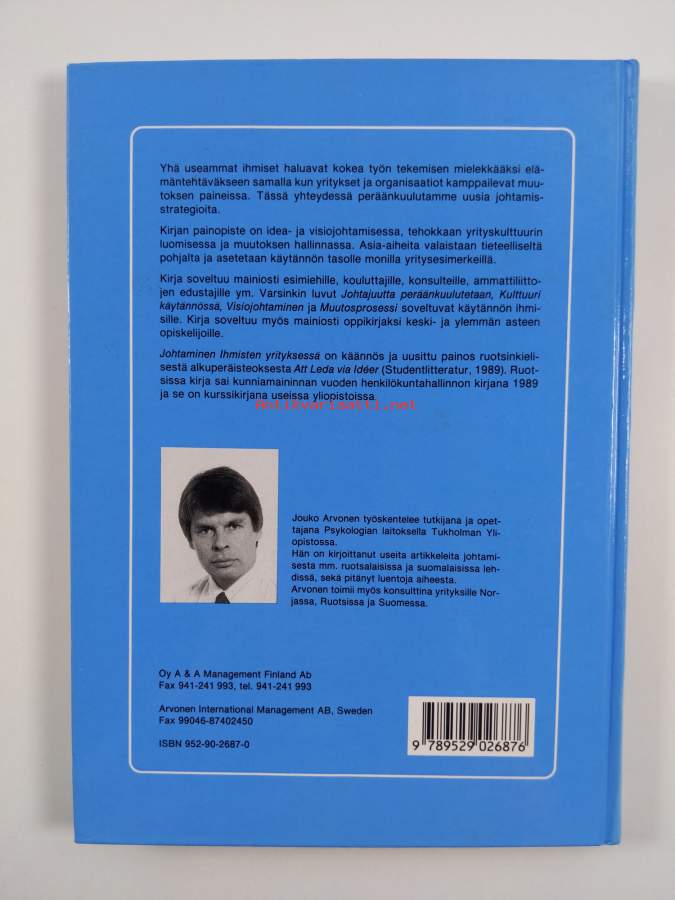 Yhä useammat ihmiset haluavat kokea työn tekemisen mielekkääksi elä-
mäntehtäväkseen samalla kun yritykset ja organisaatiot kamppailevat muu-
toksen paineissa. Tässä yhteydessä peräänkuulutamme uusia johtamis-
strategioita.
Kirjan painopiste on idea- ja visiojohtamisessa, tehokkaan yrityskulttuurin
luomisessa ja muutoksen hallinnassa. Asia-aiheita valaistaan tieteelliseltä
pohjalta ja asetetaan käytännön tasolle monilla yritysesimerkeillä.
Kirja soveltuu mainiosti esimiehille, kouluttajille, konsulteille, ammattiliitto-
jen edustajille ym. Varsinkin luvut Johtajuutta peräänkuulutetaan, Kulttuuri
käytännössä, Visiojohtaminen ja Muutosprosessi soveltuvat käytännön ihmi-
sille. Kirja soveltuu myös mainiosti oppikirjaksi keski- ja ylemmän asteen
opiskelijoille.
Johtaminen Ihmisten yrityksessä on käännös ja uusittu painos ruotsinkieli-
sestä alkuperäisteoksesta Att Leda via Idéer (Studentlitteratur, 1989). Ruot-
sissa kirja sai kunniamaininnan vuoden henkilökuntahallinnon kirjana 1989
ja se on kurssikirjana useissa yliopistoissa.
Antikvariaatti.net
Jouko Arvonen työskentelee tutkijana ja opet-
tajana Psykologian laitoksella Tukholman Yli-
opistossa.
Hän on kirjoittanut useita artikkeleita johtami-
sesta mm. ruotsalaisissa ja suomalaisissa leh-
dissä, sekä pitänyt luentoja aiheesta.
Arvonen toimii myös konsulttina yrityksille Nor-
jassa, Ruotsissa ja Suomessa.
Oy A & A Management Finland Ab
Fax 941-241 993, tel. 941-241 993
Arvonen International Management AB, Sweden
Fax 99046-87402450
ISBN 952-90-2687-0
9 789529 026876